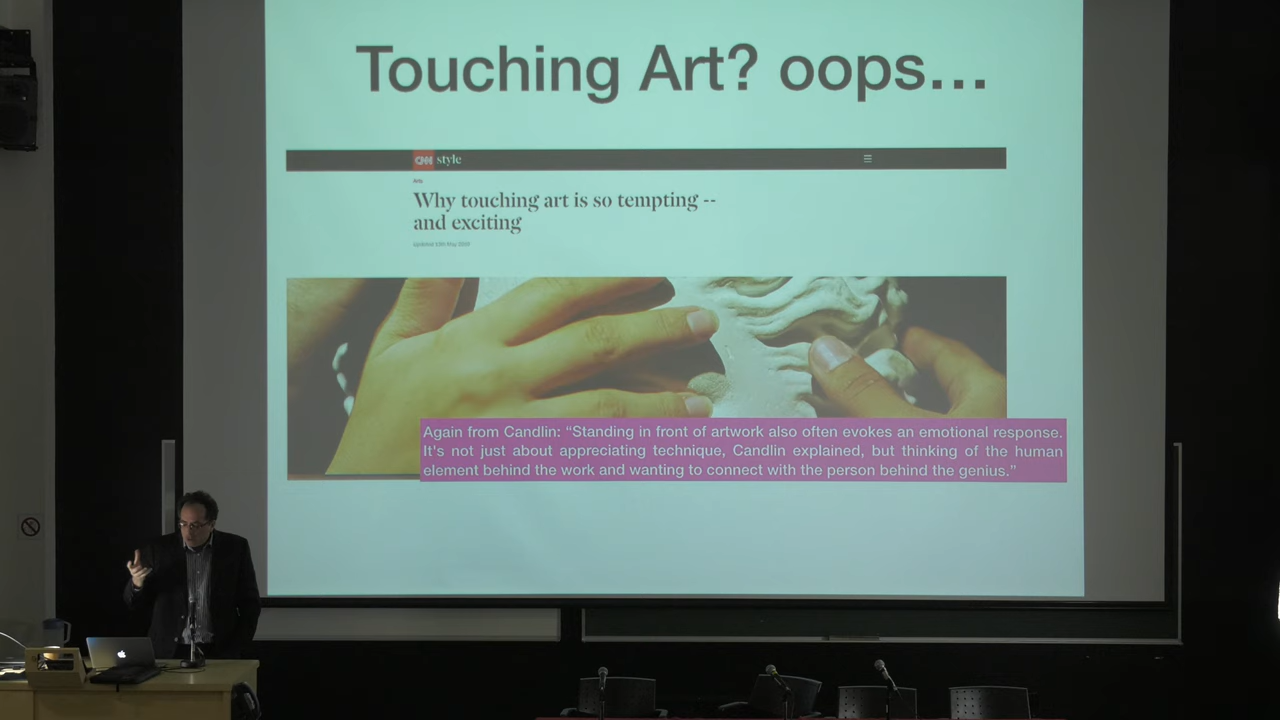 Touching Art? oops...
CNN style
Arts
Why touching art is so tempting --
and exciting
Again from Candlin: “Standing in front of artwork also often evokes an emotional response.
It's not just about appreciating technique, Candlin explained, but thinking of the human
element behind the work and wanting to connect with the person behind the genius.”